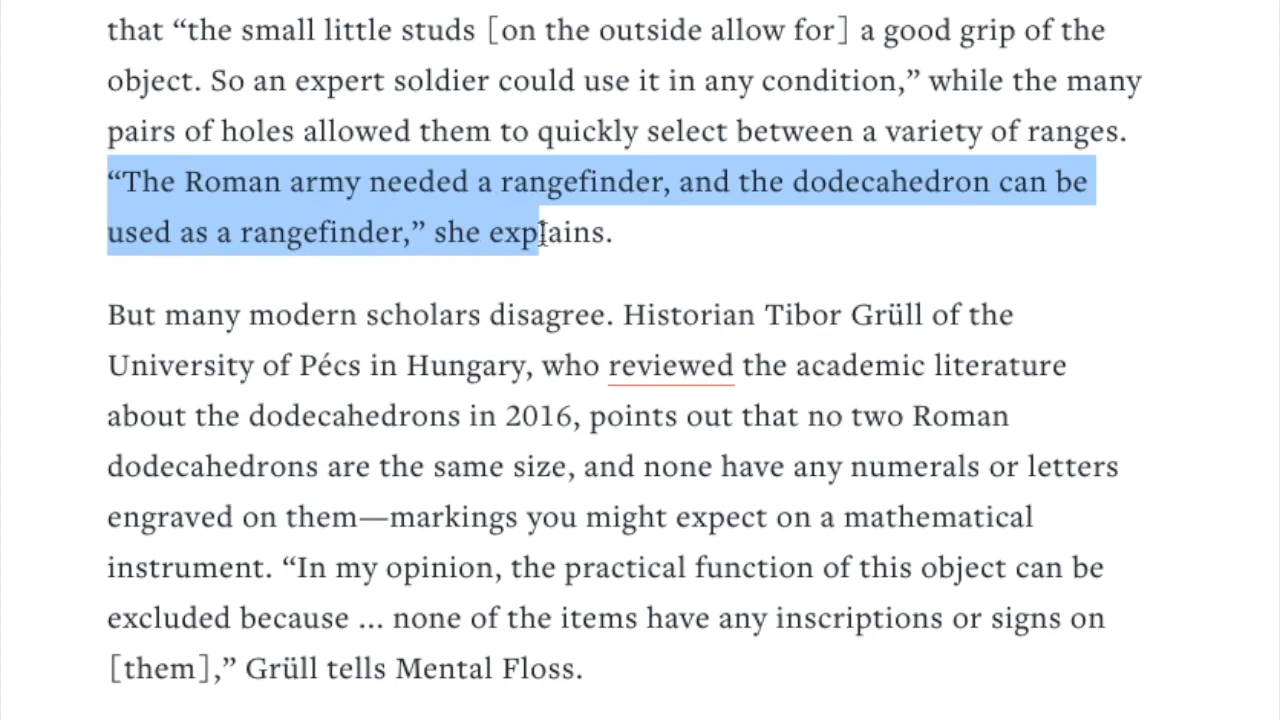 that “the small little studs [on the outside allow for] a good grip of the
object. So an expert soldier could use it in any condition,” while the many
pairs of holes allowed them to quickly select between a variety of ranges.
“The Roman army needed a rangefinder, and the dodecahedron can be
used as a rangefinder,” she explains.
But many modern scholars disagree. Historian Tibor Grüll of the
University of Pécs in Hungary, who reviewed the academic literature
about the dodecahedrons in 2016, points out that no two Roman
dodecahedrons are the same size, and none have any numerals or letters
engraved on them—markings you might expect on a mathematical
instrument. “In my opinion, the practical function of this object can be
excluded because ... none of the items have any inscriptions or signs on
[them],” Grüll tells Mental Floss.